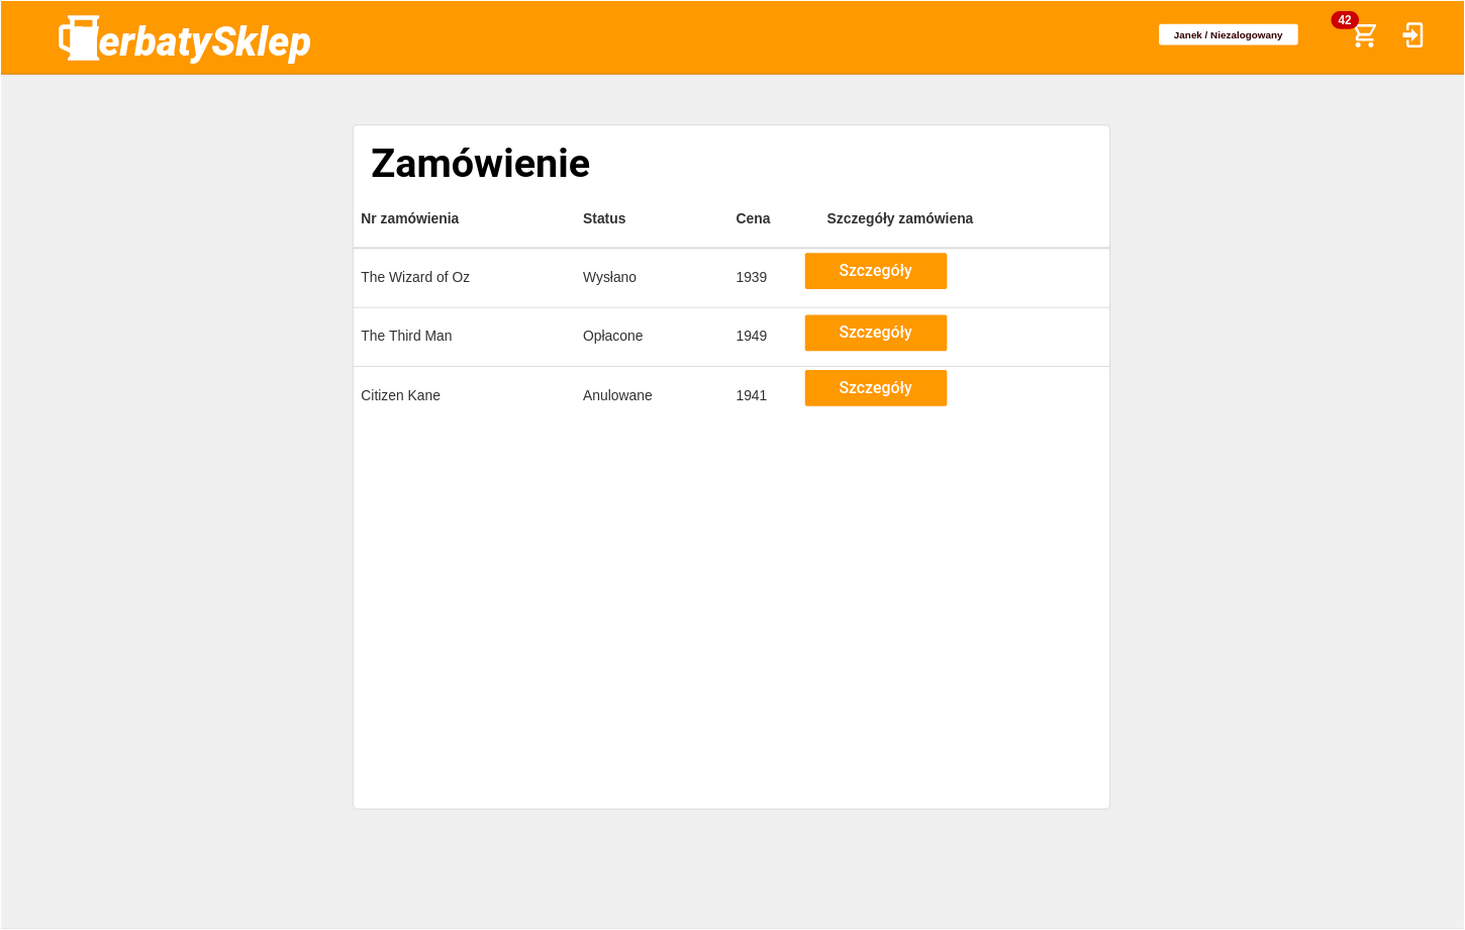 erbatySklep
Janek / Niezalogowany
42
Zamówienie
Nr zamówienia Status Cena Szczegóły zamówiena
The Wizard of Oz Wysłano 1939 Szczegóły
The Third Man Opłacone 1949 Szczegóły
Citizen Kane Anulowane 1941 Szczegóły